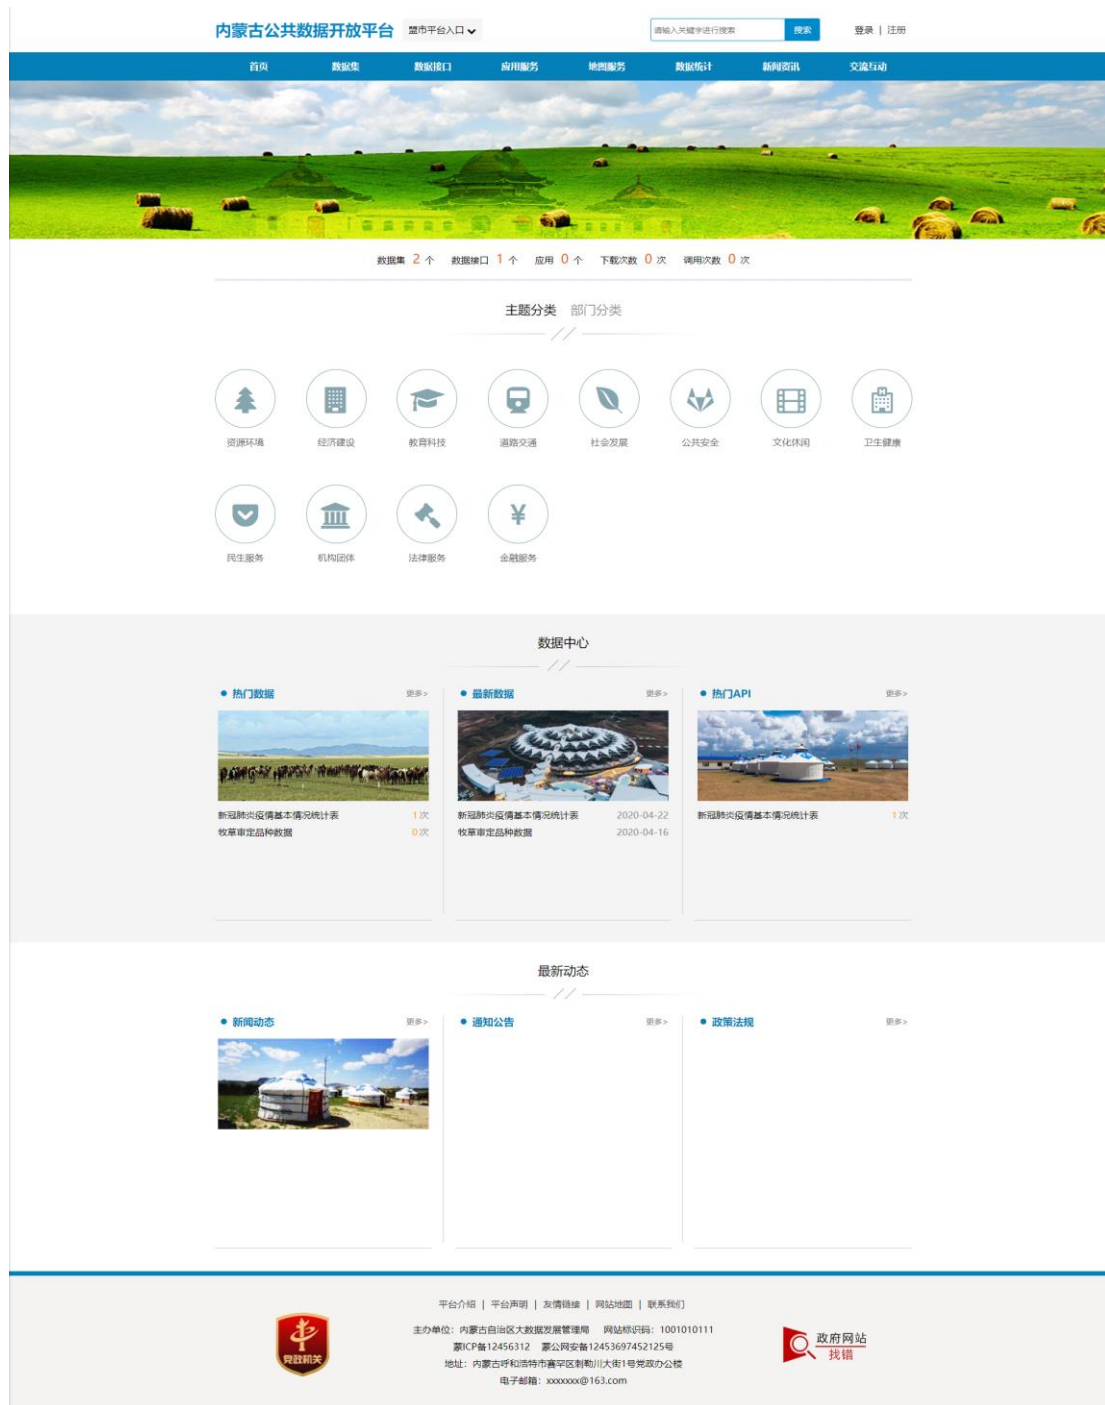 内蒙古公共数据开放平台 盟市平台入口 请输入关键字进行搜索 搜索 登录 | 注册
首页 数据集 数据接口 应用服务 地图服务 数据统计 新闻资讯 交流互动
数据集 2 个 数据接口 1 个 应用 0 个 下载次数 0 次 调用次数 0 次
主题分类 部门分类
资源环境 经济建设 教育科技 道路交通 社会发展 公共安全 文化休闲 卫生健康
民生服务 机构团体 法律服务 金融服务
数据中心
热门数据 更多> 最新数据 更多> 热门API 更多>
新冠肺炎疫情基本情况统计表 1次 新冠肺炎疫情基本情况统计表 2020-04-22 新冠肺炎疫情基本情况统计表 1次
牧草审定品种数据 0次 牧草审定品种数据 2020-04-16
最新动态
新闻动态 更多> 通知公告 更多> 政策法规 更多>
平台介绍 | 平台声明 | 友情链接 | 网站地图 | 联系我们
主办单位：内蒙古自治区大数据发展管理局 网站标识码：1001010111
蒙ICP备12456312 蒙公网安备12453697452125号
地址：内蒙古呼和浩特市赛罕区敕勒川大街1号党政办公楼
电子邮箱：xxxxxxx@163.com
党政机关
政府网站
找错